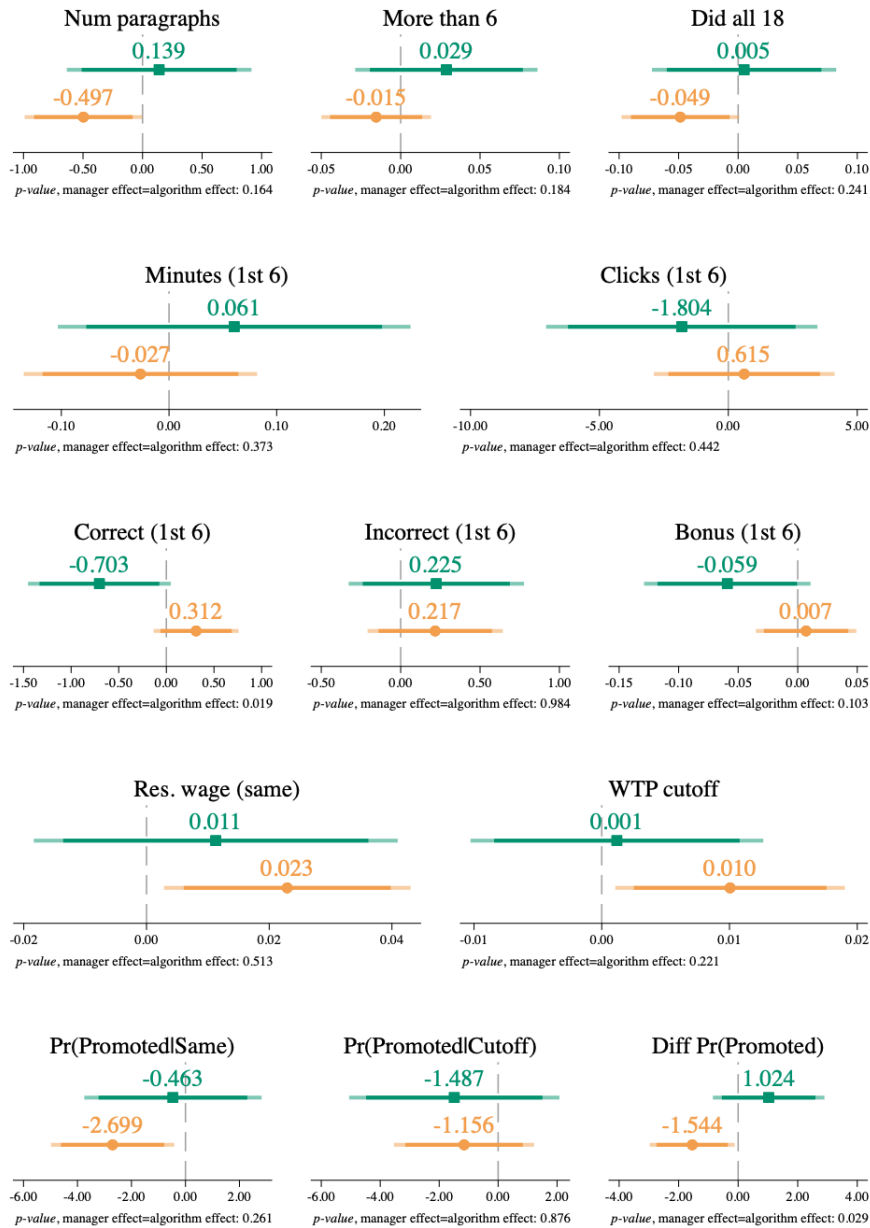 Num paragraphs
More than 6
Did all 18
0.139
0.029
0.005
-0.497
-0.015
-0.049
-1.00 -0.50 0.00 0.50 1.00
-0.05 0.00 0.05 0.10
-0.10 -0.05 0.00 0.05 0.10
p-value, manager effect=algorithm effect: 0.164
p-value, manager effect=algorithm effect: 0.184
p-value, manager effect=algorithm effect: 0.241
Minutes (1st 6)
Clicks (1st 6)
0.061
-1.804
-0.027
0.615
-0.10 0.00 0.10 0.20
-10.00 -5.00 0.00 5.00
p-value, manager effect=algorithm effect: 0.373
p-value, manager effect=algorithm effect: 0.442
Correct (1st 6)
Incorrect (1st 6)
Bonus (1st 6)
-0.703
0.225
-0.059
0.312
0.217
0.007
-1.50 -1.00 -0.50 0.00 0.50 1.00
-0.50 0.00 0.50 1.00
-0.15 -0.10 -0.05 0.00 0.05
p-value, manager effect=algorithm effect: 0.019
p-value, manager effect=algorithm effect: 0.984
p-value, manager effect=algorithm effect: 0.103
Res. wage (same)
WTP cutoff
0.011
0.001
0.023
0.010
-0.02 0.00 0.02 0.04
-0.01 0.00 0.01 0.02
p-value, manager effect=algorithm effect: 0.513
p-value, manager effect=algorithm effect: 0.221
Pr(Promoted|Same)
Pr(Promoted|Cutoff)
Diff Pr(Promoted)
-0.463
-1.487
1.024
-2.699
-1.156
-1.544
-6.00 -4.00 -2.00 0.00 2.00
-6.00 -4.00 -2.00 0.00 2.00
-4.00 -2.00 0.00 2.00 4.00
p-value, manager effect=algorithm effect: 0.261
p-value, manager effect=algorithm effect: 0.876
p-value, manager effect=algorithm effect: 0.029